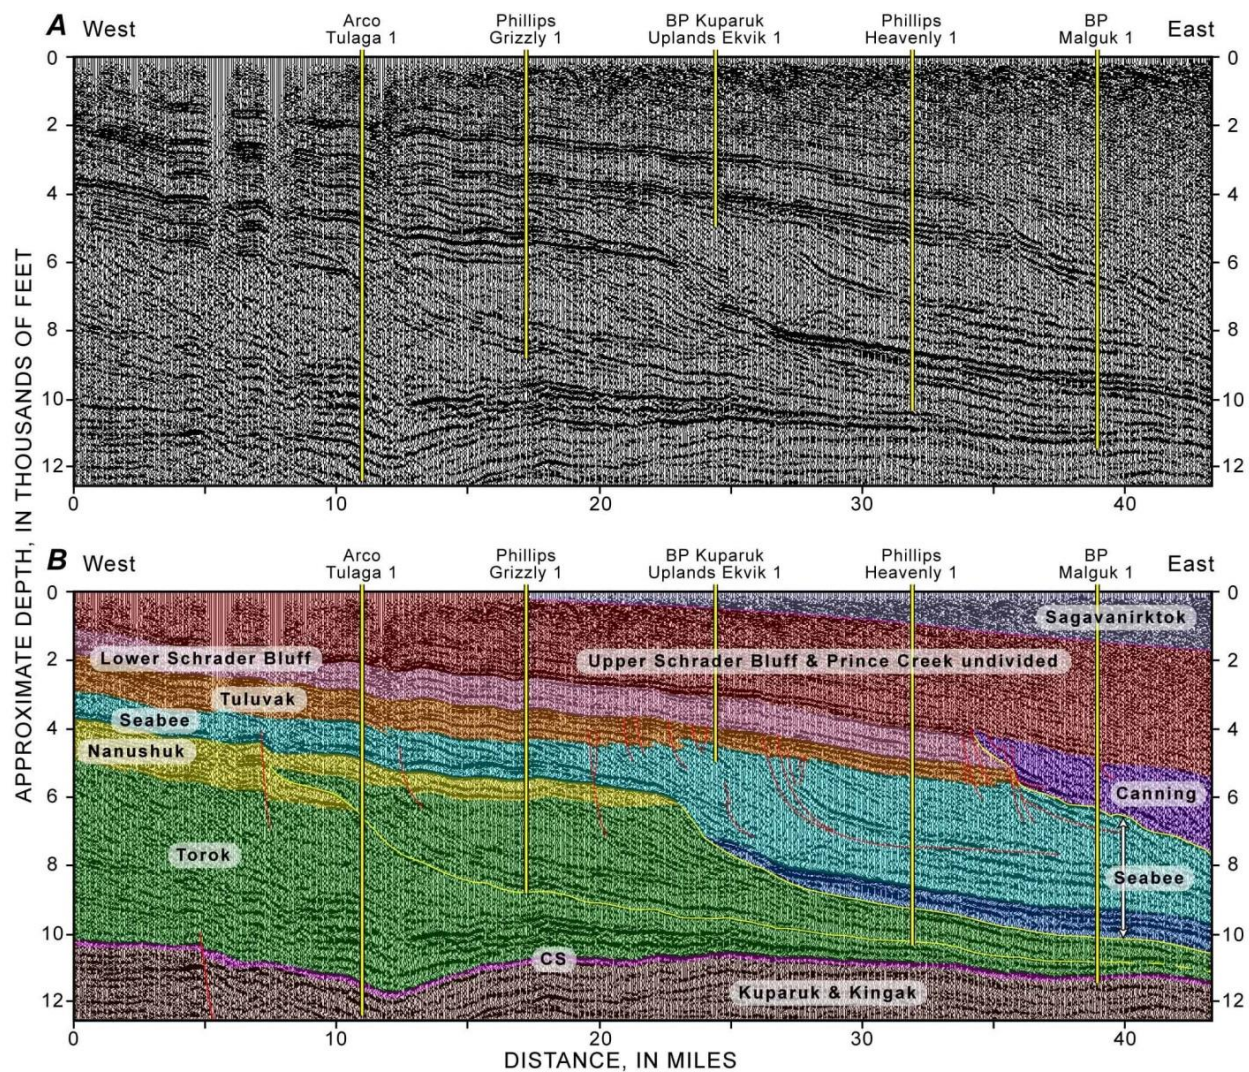 A West
Arco
Tulaga 1
Phillips
Grizzly 1
BP Kuparuk
Uplands Ekvik 1
Phillips
Heavenly 1
BP
Malguk 1
East
0
2
4
6
8
10
12
0
2
4
6
8
10
12
0 10 20 30 40
APPROXIMATE DEPTH, IN THOUSANDS OF FEET
B West
Arco
Tulaga 1
Phillips
Grizzly 1
BP Kuparuk
Uplands Ekvik 1
Phillips
Heavenly 1
BP
Malguk 1
East
0
2
4
6
8
10
12
0
2
4
6
8
10
12
Sagavanirktok
Lower Schrader Bluff
Upper Schrader Bluff & Prince Creek undivided
Tuluvak
Seabee
Nanushuk
Canning
Torok
Seabee
CS
Kuparuk & Kingak
0 10 20 30 40
DISTANCE, IN MILES